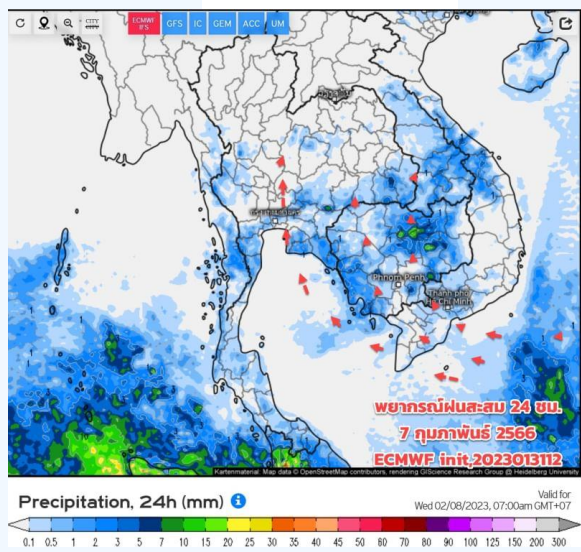 CITY
ECMWF
IFS
GFS
IC
GEM
ACC
UM
Phnom Penh
Thành phố
Hồ Chí Minh
พยากรณ์ฝนสะสม 24 ชม.
7 กุมภาพันธ์ 2566
ECMWF init,2023013112
Kartenmaterial: Map data © OpenStreetMap contributors, rendering GIScience Research Group @ Heidelberg University
Precipitation, 24h (mm)
Valid for
Wed 02/08/2023, 07:00am GMT+07
0.1 0.5 1 2 3 5 7 10 15 20 25 30 35 40 45 50 60 70 80 90 100 125 150 200 300